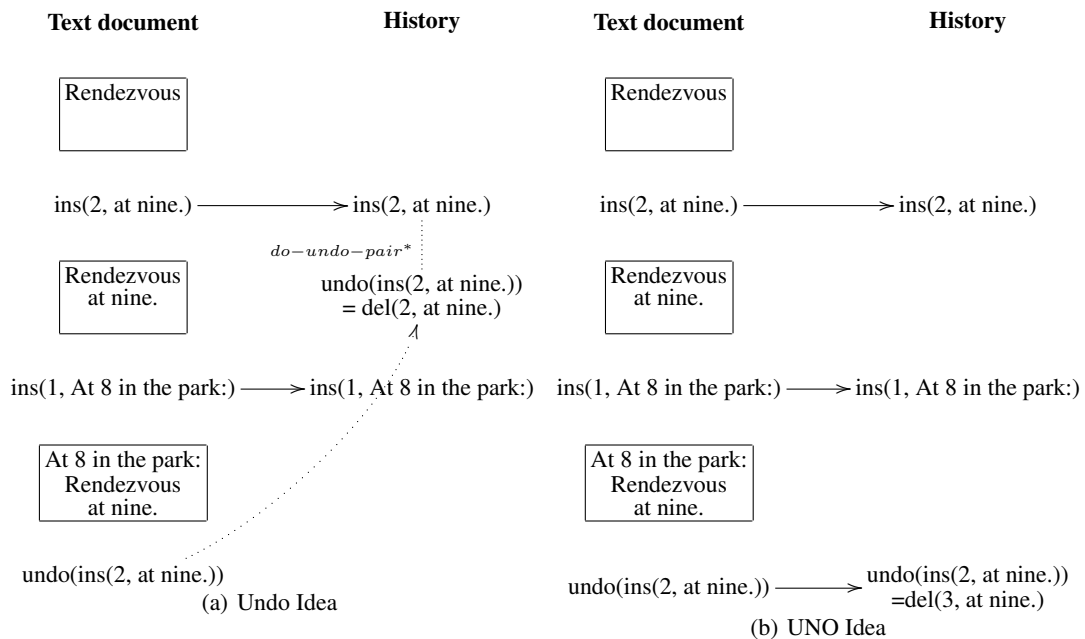 Text document
History
Rendezvous
ins(2, at nine.)
ins(2, at nine.)
do−undo−pair*
Rendezvous
at nine.
undo(ins(2, at nine.))
= del(2, at nine.)
ins(1, At 8 in the park:)
ins(1, At 8 in the park:)
At 8 in the park:
Rendezvous
at nine.
undo(ins(2, at nine.))
(a) Undo Idea
Text document
History
Rendezvous
ins(2, at nine.)
ins(2, at nine.)
Rendezvous
at nine.
ins(1, At 8 in the park:)
ins(1, At 8 in the park:)
At 8 in the park:
Rendezvous
at nine.
undo(ins(2, at nine.))
undo(ins(2, at nine.))
=del(3, at nine.)
(b) UNO Idea